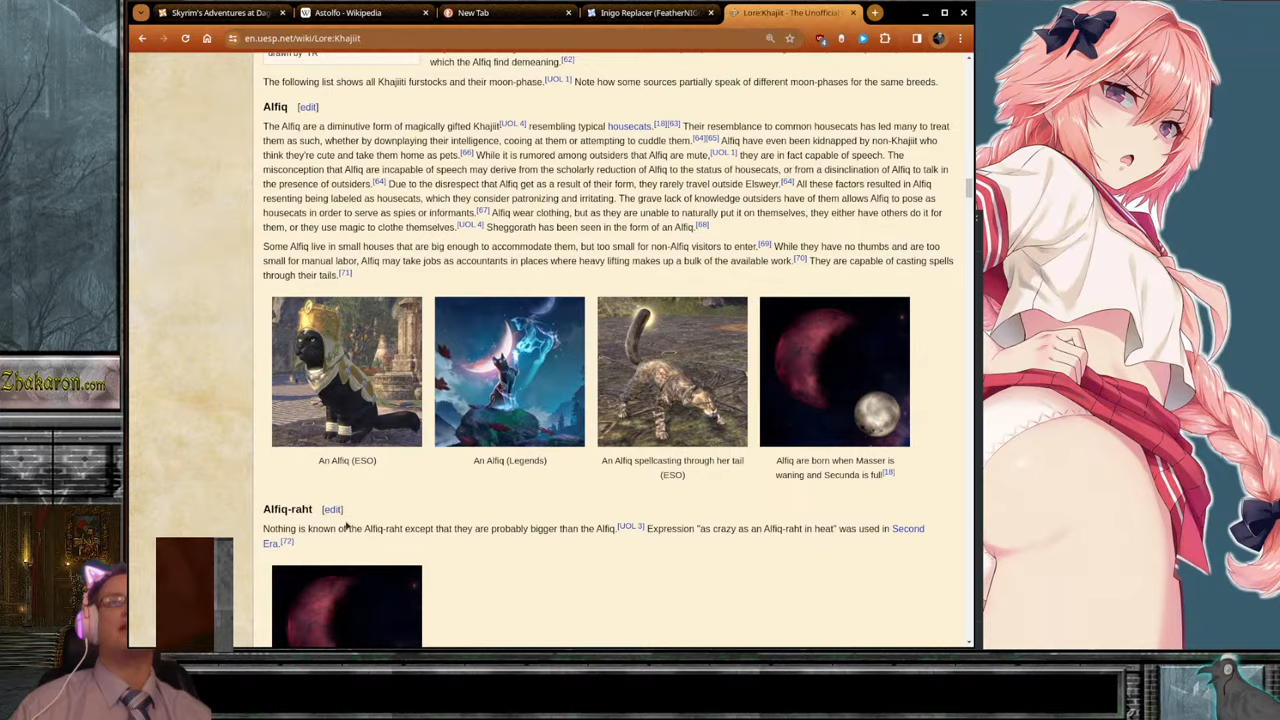 Skyrim's Adventures at Dag
Astolfo - Wikipedia
New Tab
Inigo Replacer (FeatherNIG
Lore:Khajiit - The Unofficial
en.uesp.net/wiki/Lore:Khajiit
which the Alfiq find demeaning.[62]
The following list shows all Khajiiti furstocks and their moon-phase.[UOL 1] Note how some sources partially speak of different moon-phases for the same breeds.
Alfiq [edit]
The Alfiq are a diminutive form of magically gifted Khajiit[UOL 4] resembling typical housecats.[18][63] Their resemblance to common housecats has led many to treat
them as such, whether by downplaying their intelligence, cooing at them or attempting to cuddle them.[64][65] Alfiq have even been kidnapped by non-Khajiit who
think they're cute and take them home as pets.[66] While it is rumored among outsiders that Alfiq are mute,[UOL 1] they are in fact capable of speech. The
misconception that Alfiq are incapable of speech may derive from the scholarly reduction of Alfiq to the status of housecats, or from a disinclination of Alfiq to talk in
the presence of outsiders.[64] Due to the disrespect that Alfiq get as a result of their form, they rarely travel outside Elsweyr.[64] All these factors resulted in Alfiq
resenting being labeled as housecats, which they consider patronizing and irritating. The grave lack of knowledge outsiders have of them allows Alfiq to pose as
housecats in order to serve as spies or informants.[67] Alfiq wear clothing, but as they are unable to naturally put it on themselves, they either have others do it for
them, or they use magic to clothe themselves.[UOL 4] Sheggorath has been seen in the form of an Alfiq.[68]
Some Alfiq live in small houses that are big enough to accommodate them, but too small for non-Alfiq visitors to enter.[69] While they have no thumbs and are too
small for manual labor, Alfiq may take jobs as accountants in places where heavy lifting makes up a bulk of the available work.[70] They are capable of casting spells
through their tails.[71]
An Alfiq (ESO)
An Alfiq (Legends)
An Alfiq spellcasting through her tail
(ESO)
Alfiq are born when Masser is
waning and Secunda is full[18]
Alfiq-raht [edit]
Nothing is known of the Alfiq-raht except that they are probably bigger than the Alfiq.[UOL 3] Expression "as crazy as an Alfiq-raht in heat" was used in Second
Era.[72]
Zhakaron.com